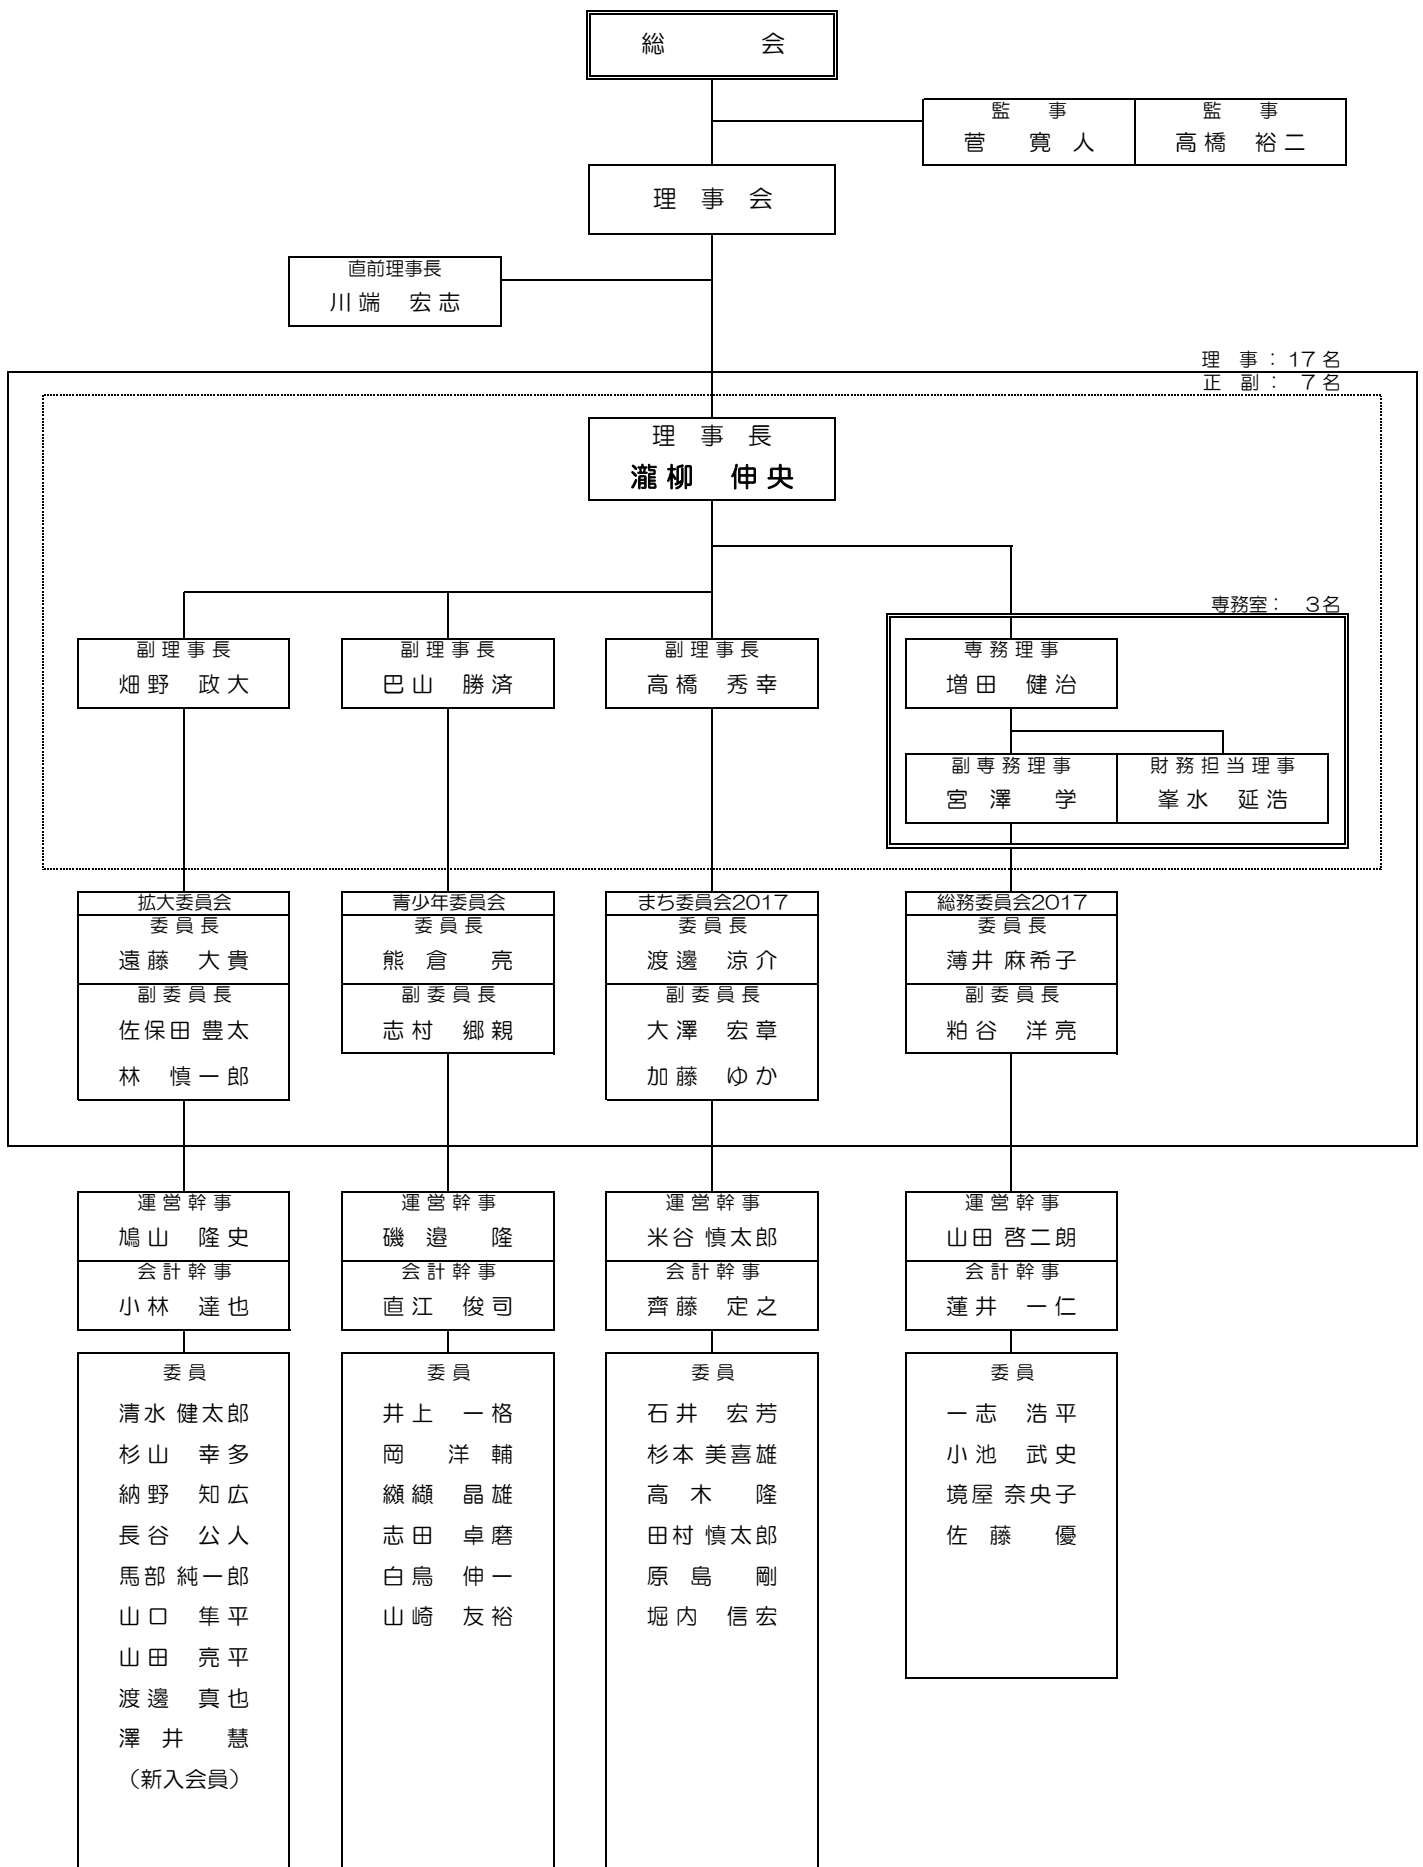 総　会
監　事
菅　寛人
監　事
高橋　裕二
理 事 会
直前理事長
川端　宏志
理　事：17名
正　副：　7名
理 事 長
瀧柳　伸央
専務室：　3名
副理事長
畑野　政大
副理事長
巴山　勝済
副理事長
高橋　秀幸
専務理事
増田　健治
副専務理事
宮澤　学
財務担当理事
峯水　延浩
拡大委員会
委員長
遠藤　大貴
副委員長
佐保田 豊太
林　慎一郎
青少年委員会
委員長
熊倉　亮
副委員長
志村　郷親
まち委員会2017
委員長
渡邊　涼介
副委員長
大澤　宏章
加藤　ゆか
総務委員会2017
委員長
薄井 麻希子
副委員長
粕谷　洋亮
運営幹事
鳩山　隆史
会計幹事
小林　達也
運営幹事
磯邉　隆
会計幹事
直江　俊司
運営幹事
米谷 慎太郎
会計幹事
齊藤　定之
運営幹事
山田 啓二朗
会計幹事
蓮井　一仁
委員
清水 健太郎
杉山　幸多
納野　知広
長谷　公人
馬部 純一郎
山口　隼平
山田　亮平
渡邊　真也
澤井　慧
（新入会員）
委員
井上　一格
岡　洋輔
纐纈　晶雄
志田　卓磨
白鳥　伸一
山崎　友裕
委員
石井　宏芳
杉本 美喜雄
高木　隆
田村 慎太郎
原島　剛
堀内　信宏
委員
一志　浩平
小池　武史
境屋 奈央子
佐藤　優